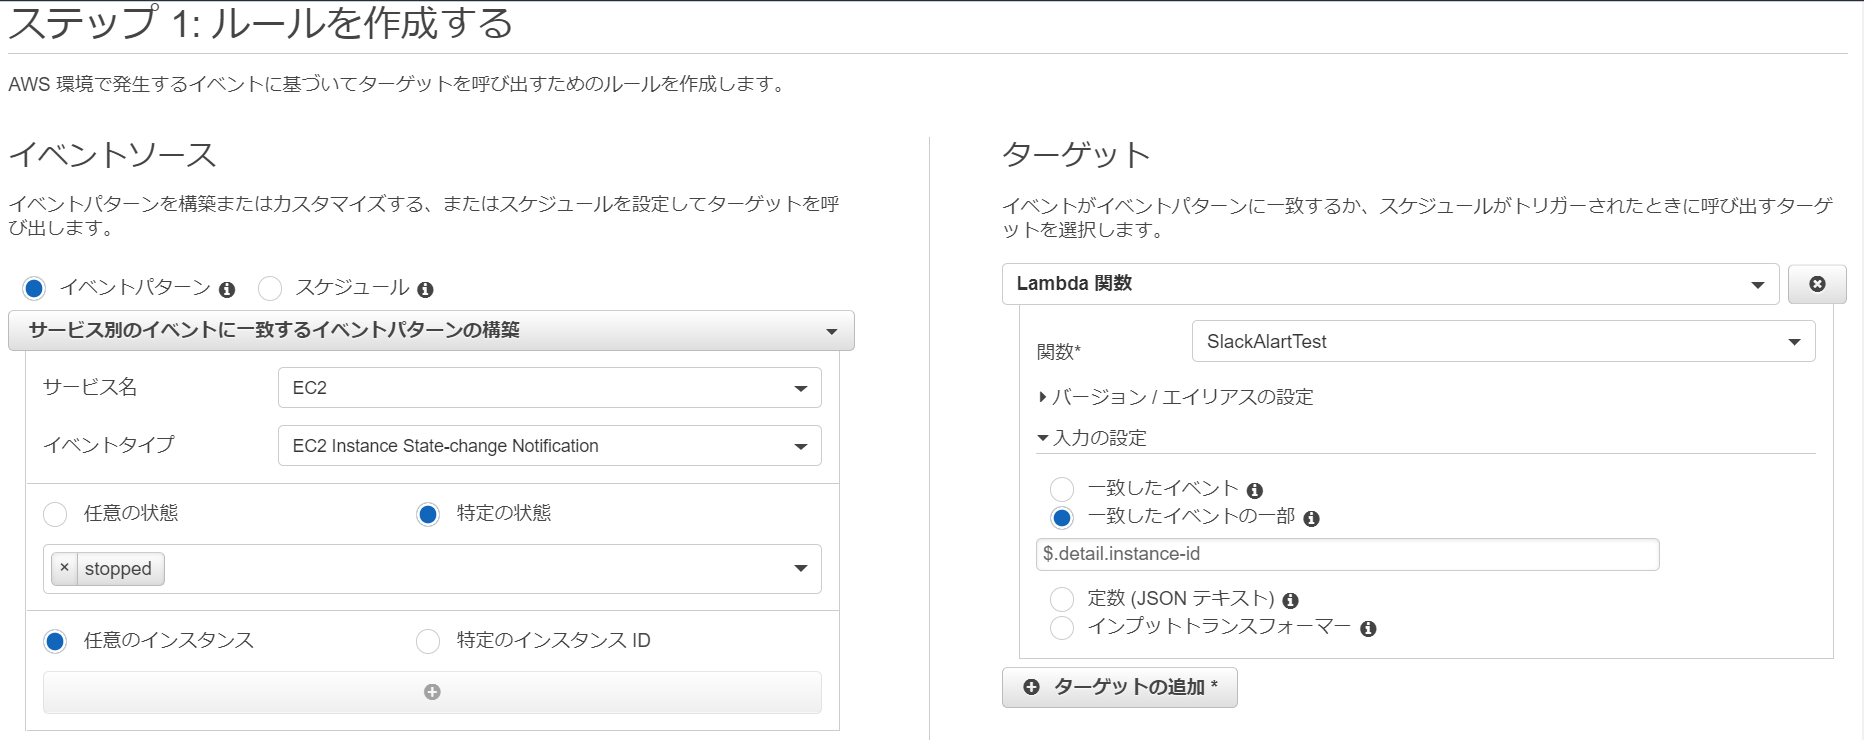 ステップ 1: ルールを作成する
AWS 環境で発生するイベントに基づいてターゲットを呼び出すためのルールを作成します。
イベントソース
イベントパターンを構築またはカスタマイズする、またはスケジュールを設定してターゲットを呼
び出します。
イベントパターン スケジュール
サービス別のイベントに一致するイベントパターンの構築
サービス名 EC2
イベントタイプ EC2 Instance State-change Notification
任意の状態 特定の状態
× stopped
任意のインスタンス 特定のインスタンス ID
ターゲット
イベントがイベントパターンに一致するか、スケジュールがトリガーされたときに呼び出すターゲ
ットを選択します。
Lambda 関数
関数* SlackAlartTest
バージョン / エイリアスの設定
入力の設定
一致したイベント
一致したイベントの一部
$.detail.instance-id
定数 (JSON テキスト)
インプットトランスフォーマー
ターゲットの追加 *